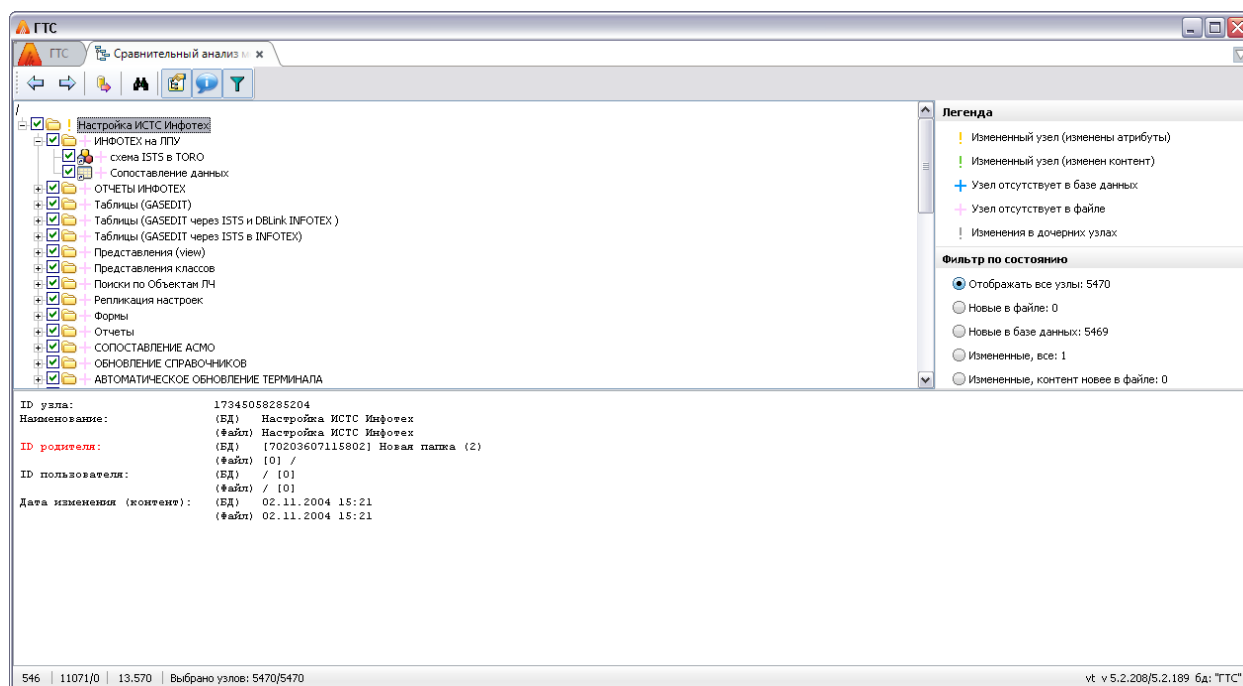 ГТС
ГТС
Сравнительный анализ
/
Настройка ИСТС Инфотех
ИНФОТЕХ на ЛПУ
схема ISTS в TORO
Сопоставление данных
ОТЧЕТЫ ИНФОТЕХ
Таблицы (GASEDIT)
Таблицы (GASEDIT через ISTS и DBLink INFOTEX )
Таблицы (GASEDIT через ISTS в INFOTEX)
Представления (view)
Представления классов
Поиски по Объектам ЛЧ
Репликация настроек
Формы
Отчеты
СОПОСТАВЛЕНИЕ АСМО
ОБНОВЛЕНИЕ СПРАВОЧНИКОВ
АВТОМАТИЧЕСКОЕ ОБНОВЛЕНИЕ ТЕРМИНАЛА
Легенда
Измененный узел (изменены атрибуты)
Измененный узел (изменен контент)
Узел отсутствует в базе данных
Узел отсутствует в файле
Изменения в дочерних узлах
Фильтр по состоянию
Отображать все узлы: 5470
Новые в файле: 0
Новые в базе данных: 5469
Измененные, все: 1
Измененные, контент новее в файле: 0
ID узла: 17345058285204
Наименование: (БД) Настройка ИСТС Инфотех
(Файл) Настройка ИСТС Инфотех
ID родителя: (БД) [70203607115802] Новая папка (2)
(Файл) [0] /
ID пользователя: (БД) / [0]
(Файл) / [0]
Дата изменения (контент): (БД) 02.11.2004 15:21
(Файл) 02.11.2004 15:21
546 11071/0 13.570 Выбрано узлов: 5470/5470 vt v 5.2.208/5.2.189 бд: "ГТС"